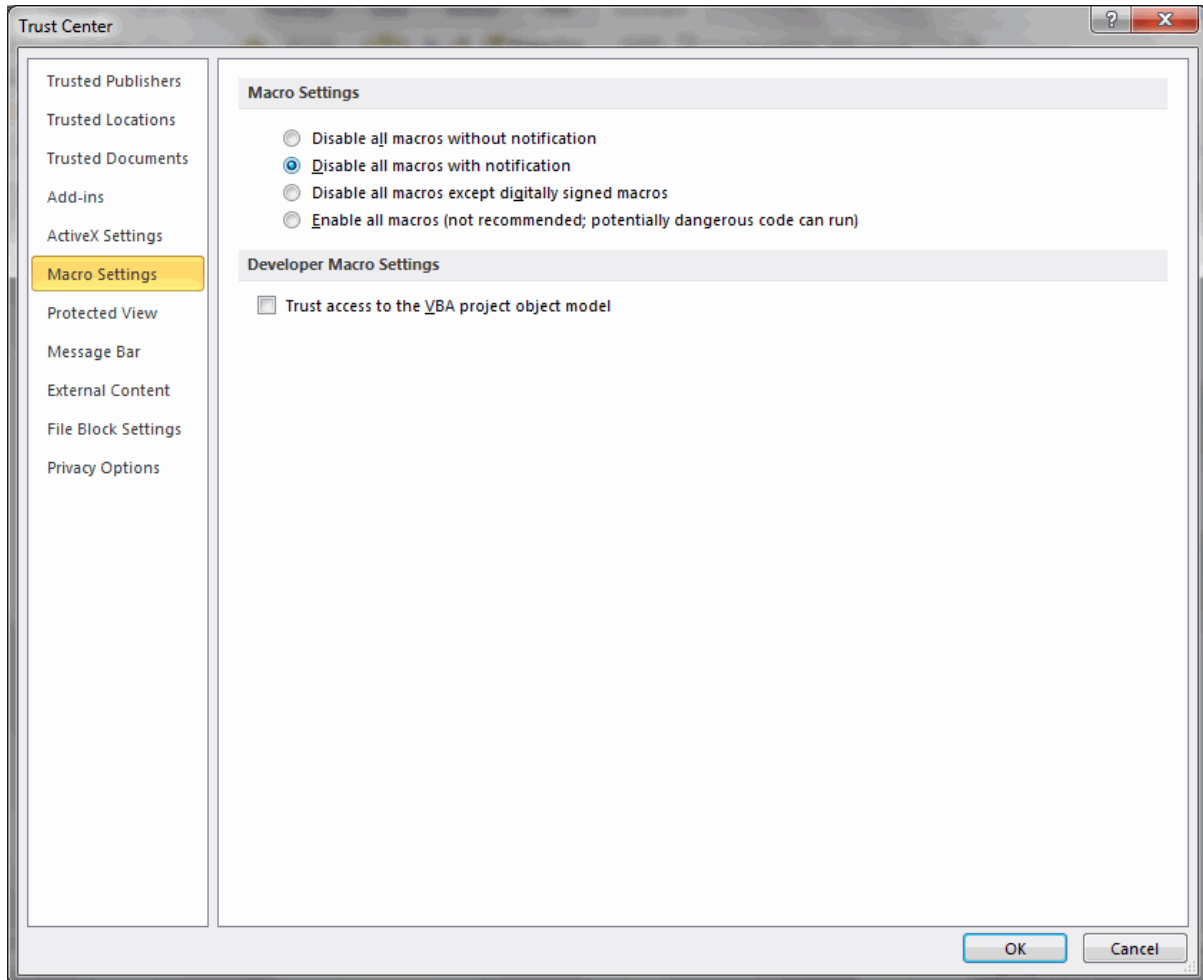 Trust Center
Trusted Publishers
Trusted Locations
Trusted Documents
Add-ins
ActiveX Settings
Macro Settings
Protected View
Message Bar
External Content
File Block Settings
Privacy Options
Macro Settings
Disable all macros without notification
Disable all macros with notification
Disable all macros except digitally signed macros
Enable all macros (not recommended; potentially dangerous code can run)
Developer Macro Settings
Trust access to the VBA project object model
OK
Cancel